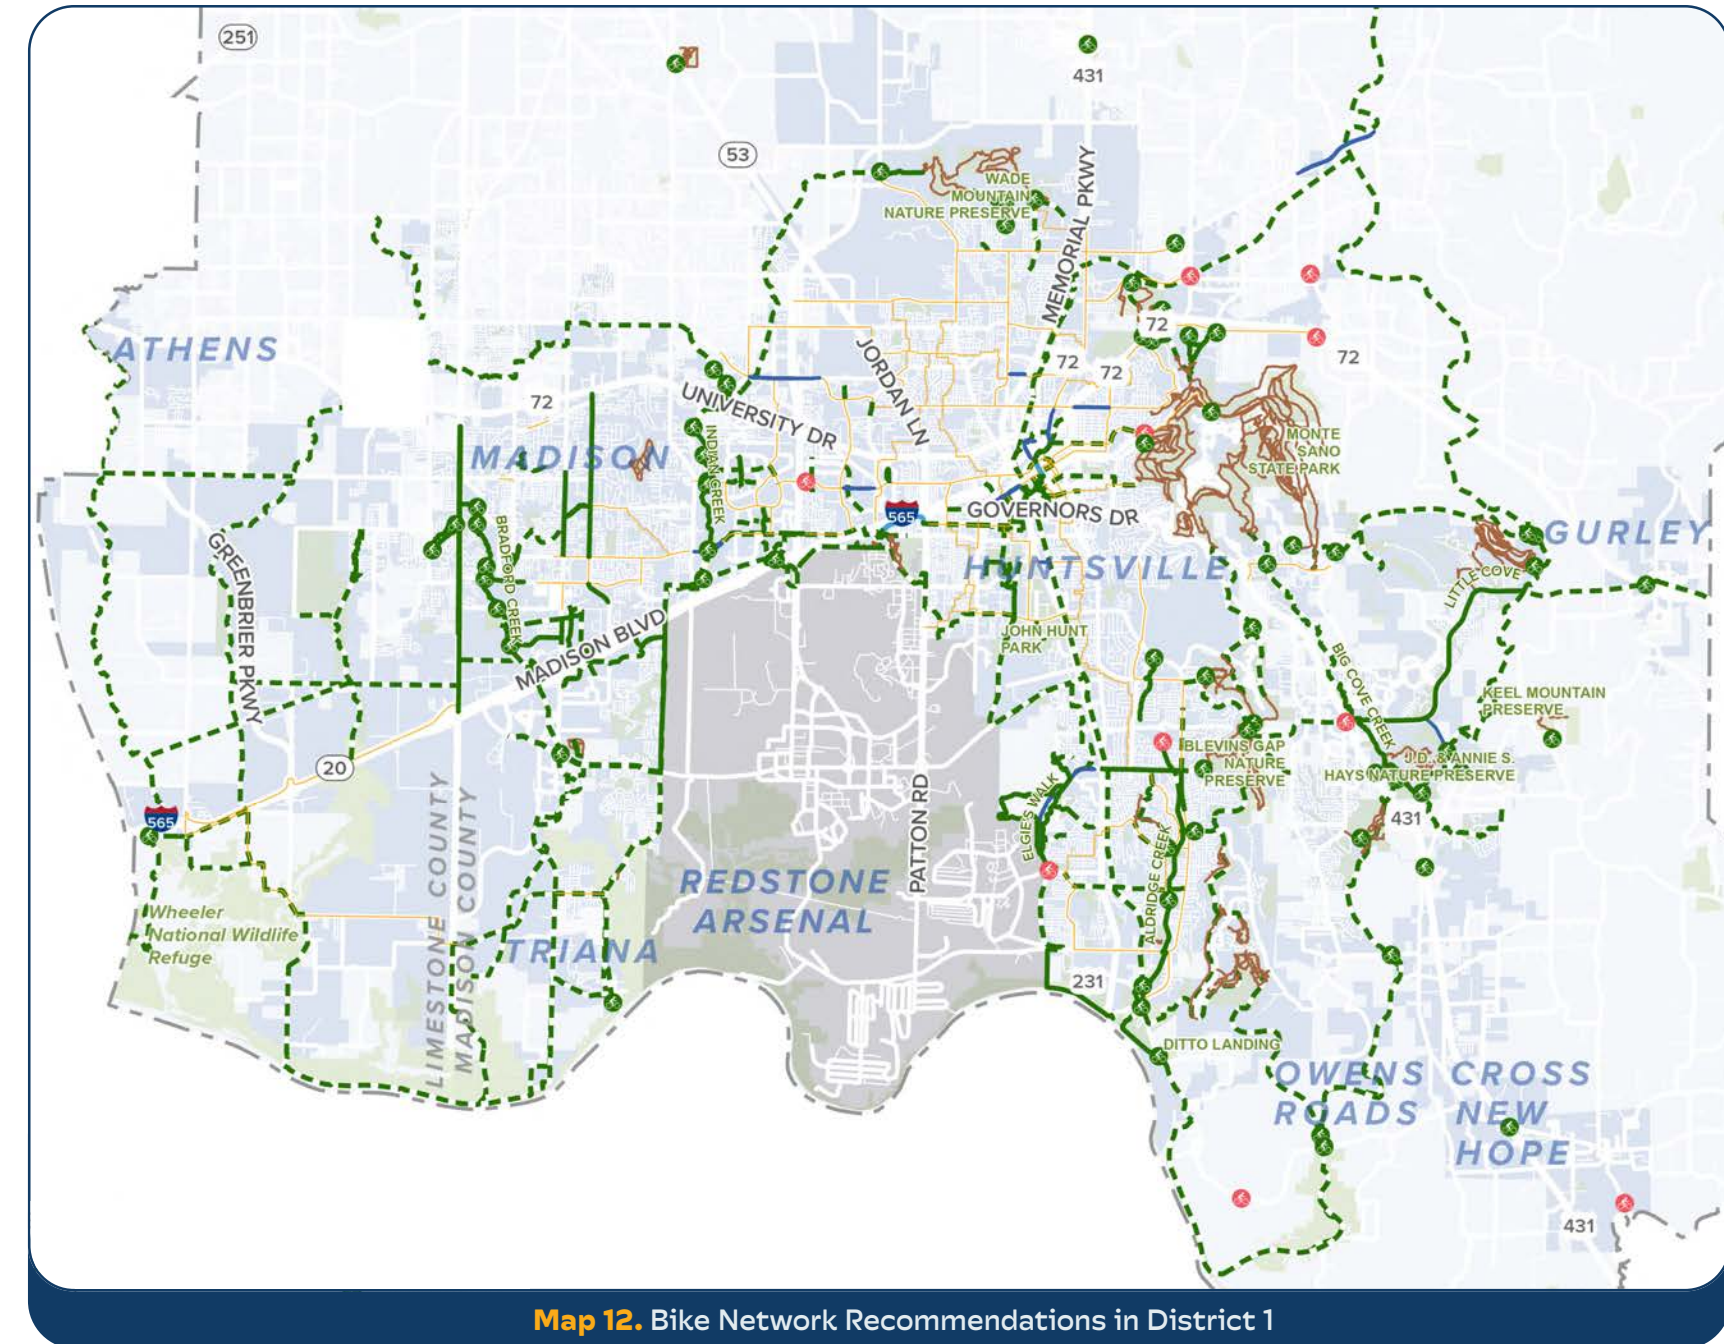 251
431
53
WADE
MOUNTAIN
NATURE PRESERVE
MEMORIAL PKWY
ATHENS
72
72
72
72
JORDAN LN
72
UNIVERSITY DR
MADISON
INDIAN CREEK
MONTE
SANO
STATE PARK
565
GOVERNORS DR
BRADFORD CREEK
GREENBRIER PKWY
HUNTSVILLE
GURLEY
LITTLE COVE
JOHN HUNT
PARK
MADISON BLVD
BIG COVE CREEK
KEEL MOUNTAIN
PRESERVE
BLEVINS GAP
NATURE
PRESERVE
J.D. & ANNIE S.
HAYS NATURE PRESERVE
20
565
LIMESTONE COUNTY
MADISON COUNTY
PATTON RD
ELGIE'S WALK
431
ALDRIDGE CREEK
REDSTONE
ARSENAL
Wheeler
National Wildlife
Refuge
TRIANA
231
DITTO LANDING
OWENS CROSS
ROADS NEW
HOPE
431
Map 12. Bike Network Recommendations in District 1